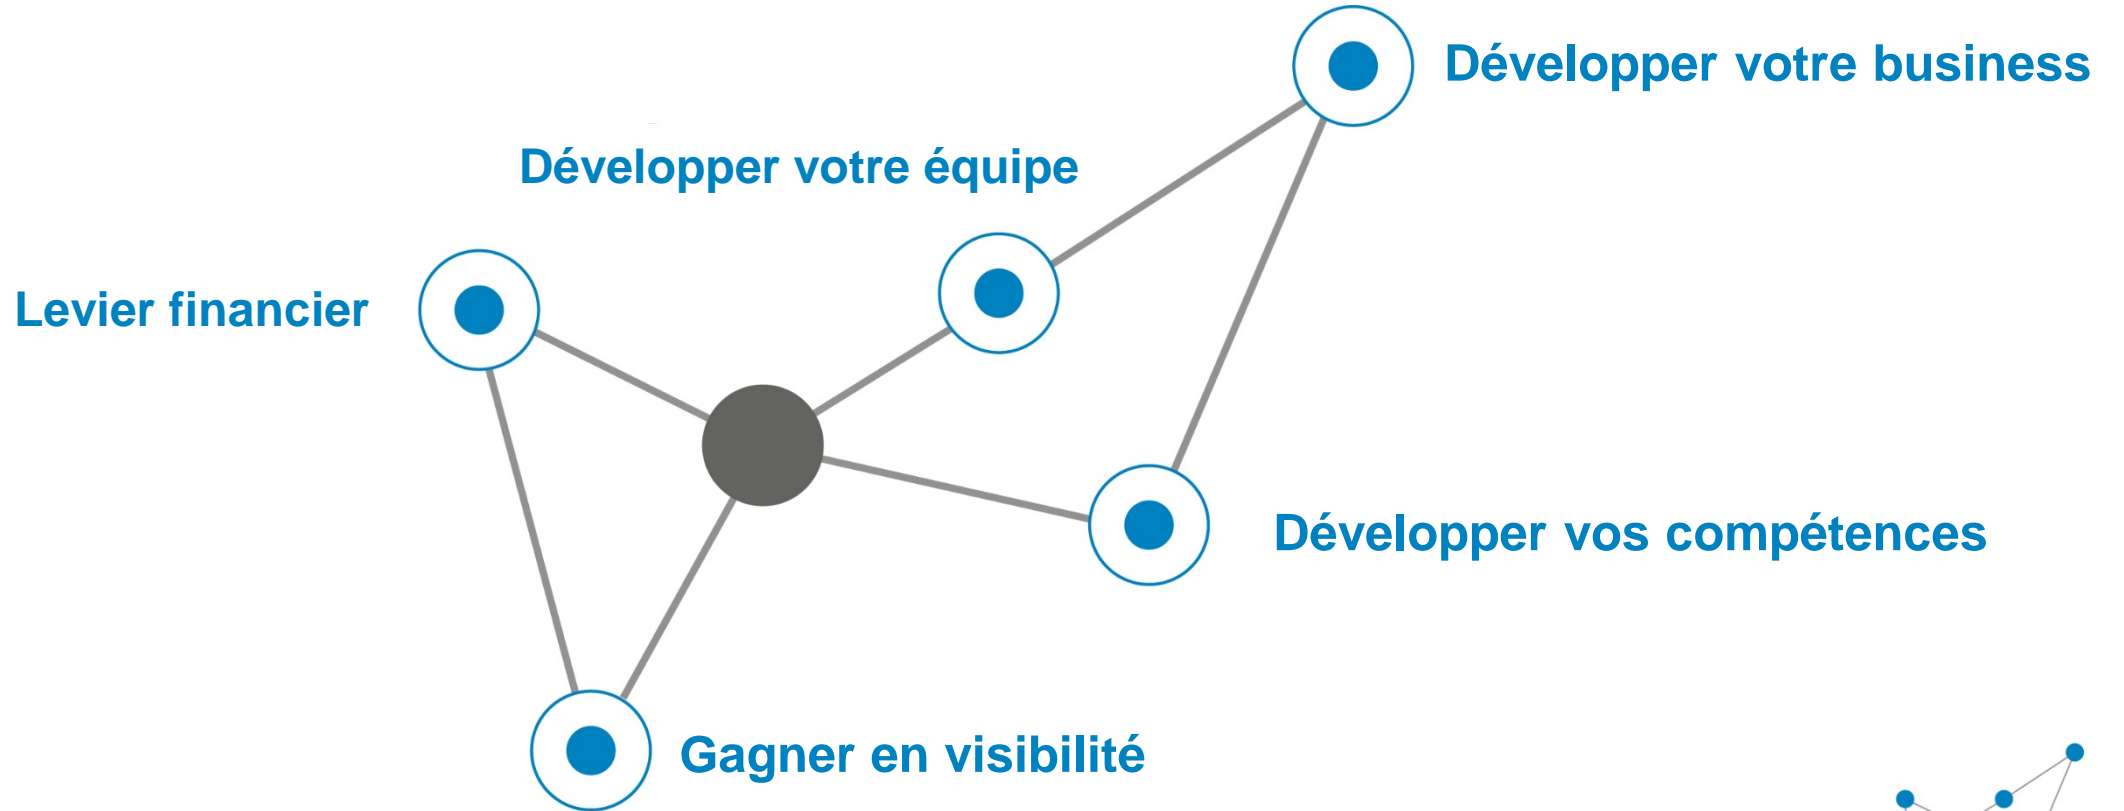 Développer votre business
Développer votre équipe
Levier financier
Développer vos compétences
Gagner en visibilité